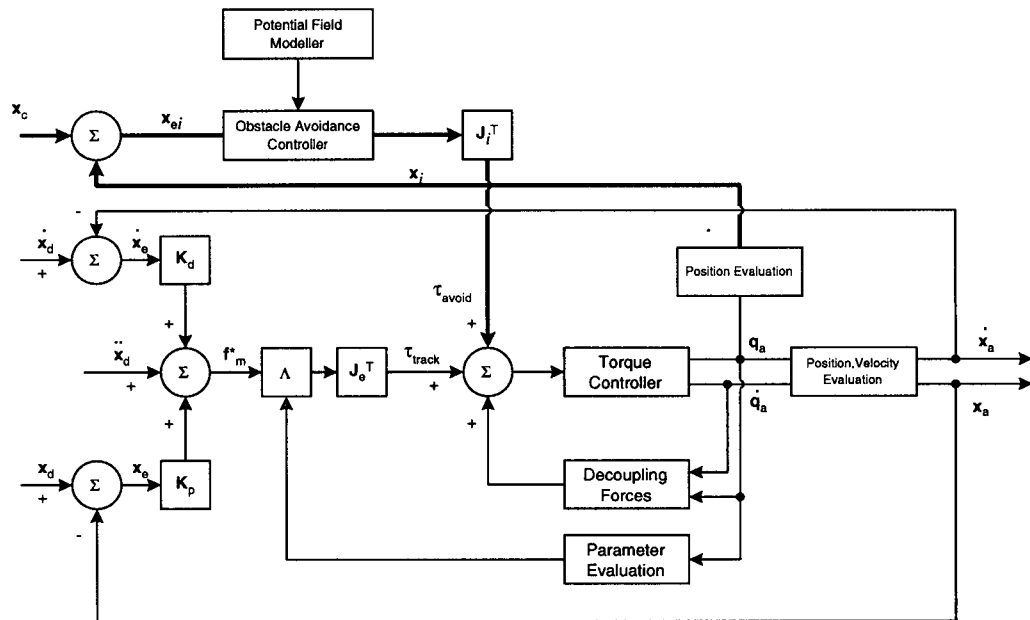 Potential Field
Modeller
x_c
Σ
x_ei
Obstacle Avoidance
Controller
J_i^T
x_i
-
ẋ_d
+
Σ
ẋ_e
K_d
Position Evaluation
τ_avoid
+
+
ẍ_d
+
Σ
f*_m
Λ
J_e^T
τ_track
+
Σ
Torque
Controller
q_a
q̇_a
Position,Velocity
Evaluation
ẋ_a
x_a
+
+
x_d
+
Σ
x_e
K_p
-
Decoupling
Forces
Parameter
Evaluation